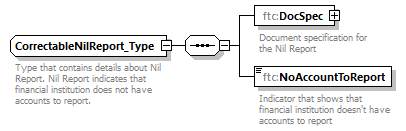 ftc:DocSpec
Document specification for
the Nil Report
CorrectableNilReport_Type
Type that contains details about Nil
Report. Nil Report indicates that
financial institution does not have
accounts to report.
ftc:NoAccountToReport
Indicator that shows that
financial institution doesn't have
accounts to report